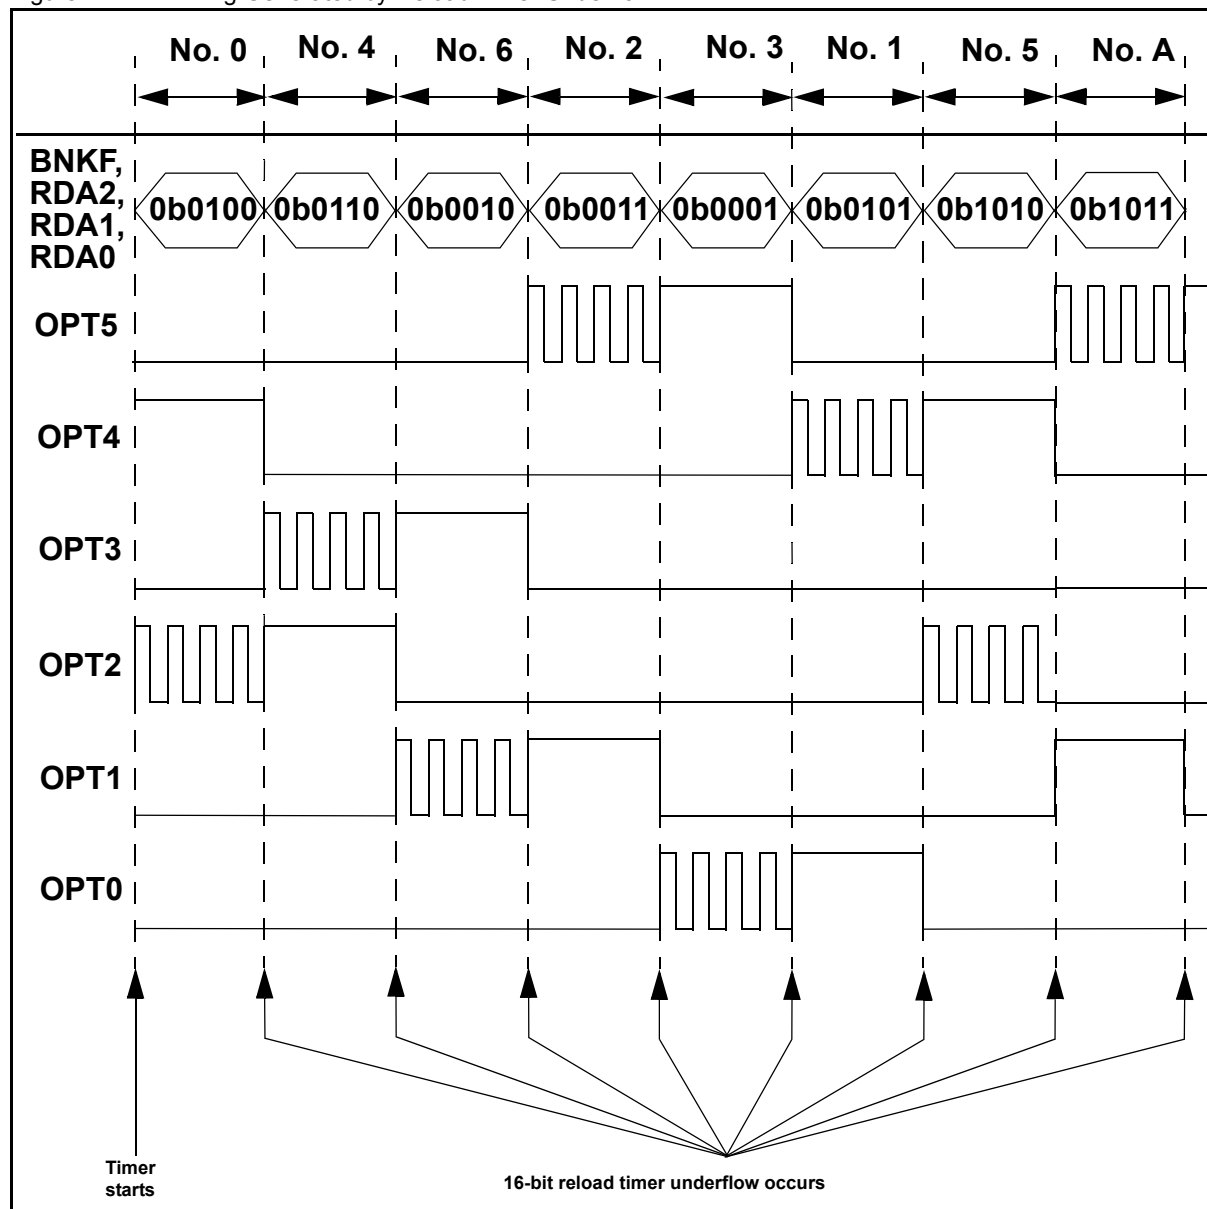 No. 0 No. 4 No. 6 No. 2 No. 3 No. 1 No. 5 No. A
BNKF,
RDA2,
RDA1,
RDA0
0b0100 0b0110 0b0010 0b0011 0b0001 0b0101 0b1010 0b1011
OPT5
OPT4
OPT3
OPT2
OPT1
OPT0
Timer
starts
16-bit reload timer underflow occurs